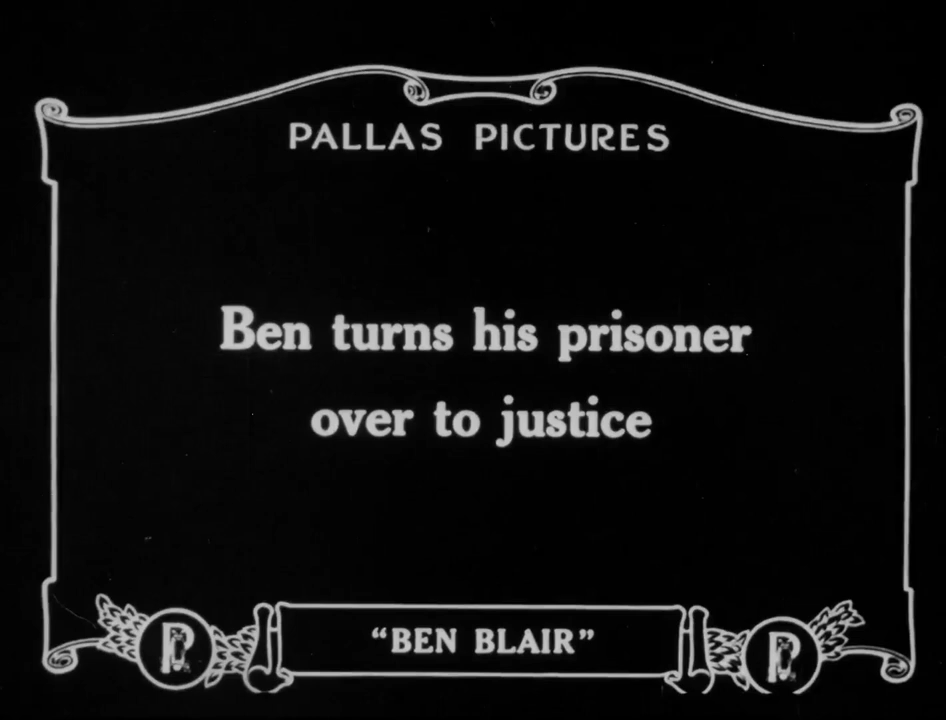 PALLAS PICTURES
Ben turns his prisoner
over to justice
"BEN BLAIR"